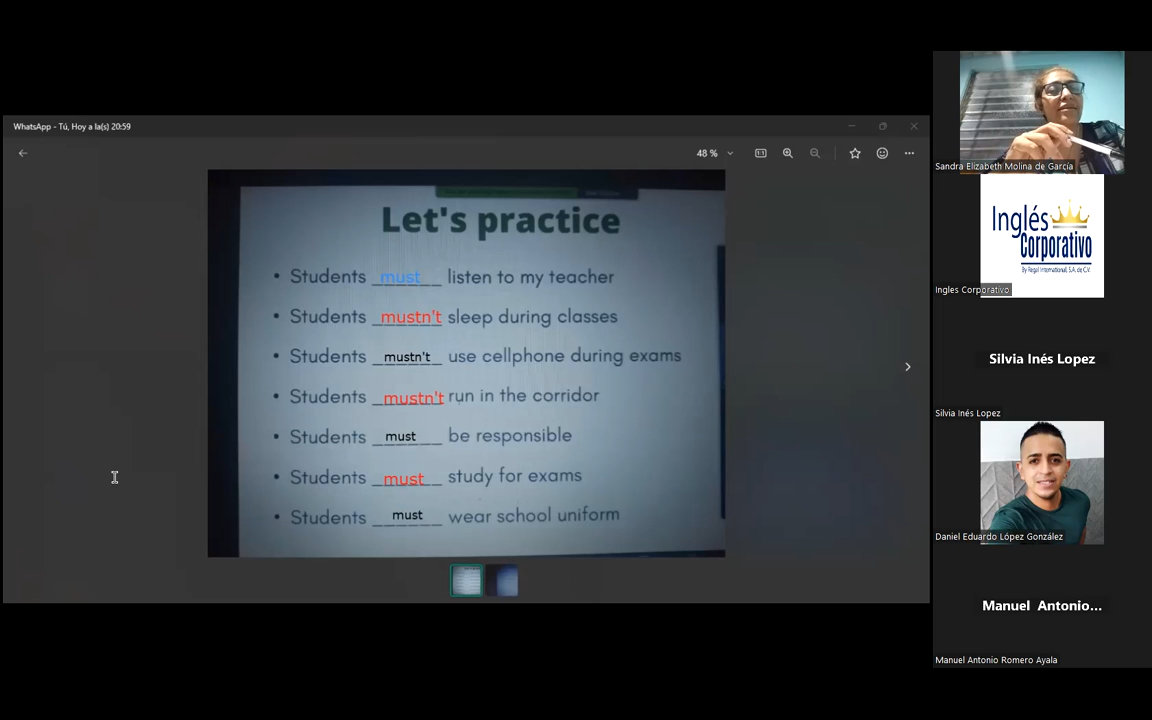 WhatsApp - Tú, Hoy a la(s) 20:59
48 %
1:1
Let's practice
• Students must listen to my teacher
• Students mustn't sleep during classes
• Students mustn't use cellphone during exams
• Students mustn't run in the corridor
• Students must be responsible
• Students must study for exams
• Students must wear school uniform
Sandra Elizabeth Molina de García
Inglés
Corporativo
By Regal International, S.A. de C.V.
Ingles Corporativo
Silvia Inés Lopez
Silvia Inés Lopez
Daniel Eduardo López González
Manuel Antonio...
Manuel Antonio Romero Ayala